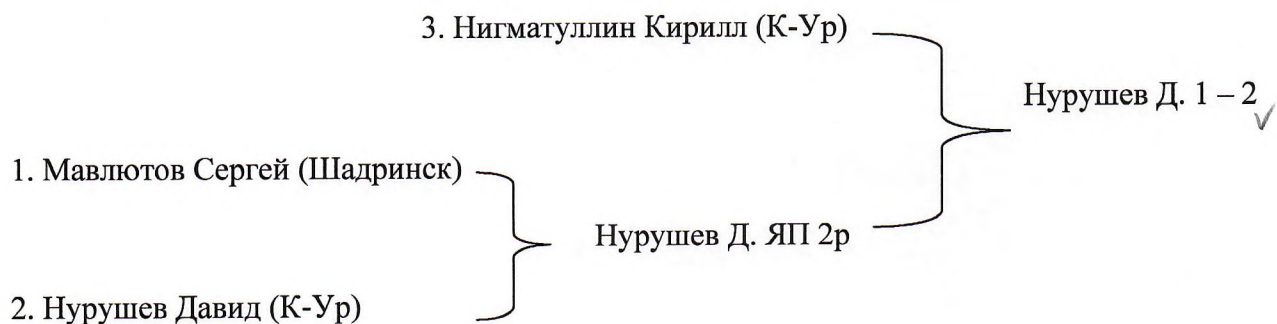 3. Нигматуллин Кирилл (К-Ур)
Нурушев Д. 1 – 2
1. Мавлютов Сергей (Шадринск)
Нурушев Д. ЯП 2р
2. Нурушев Давид (К-Ур)